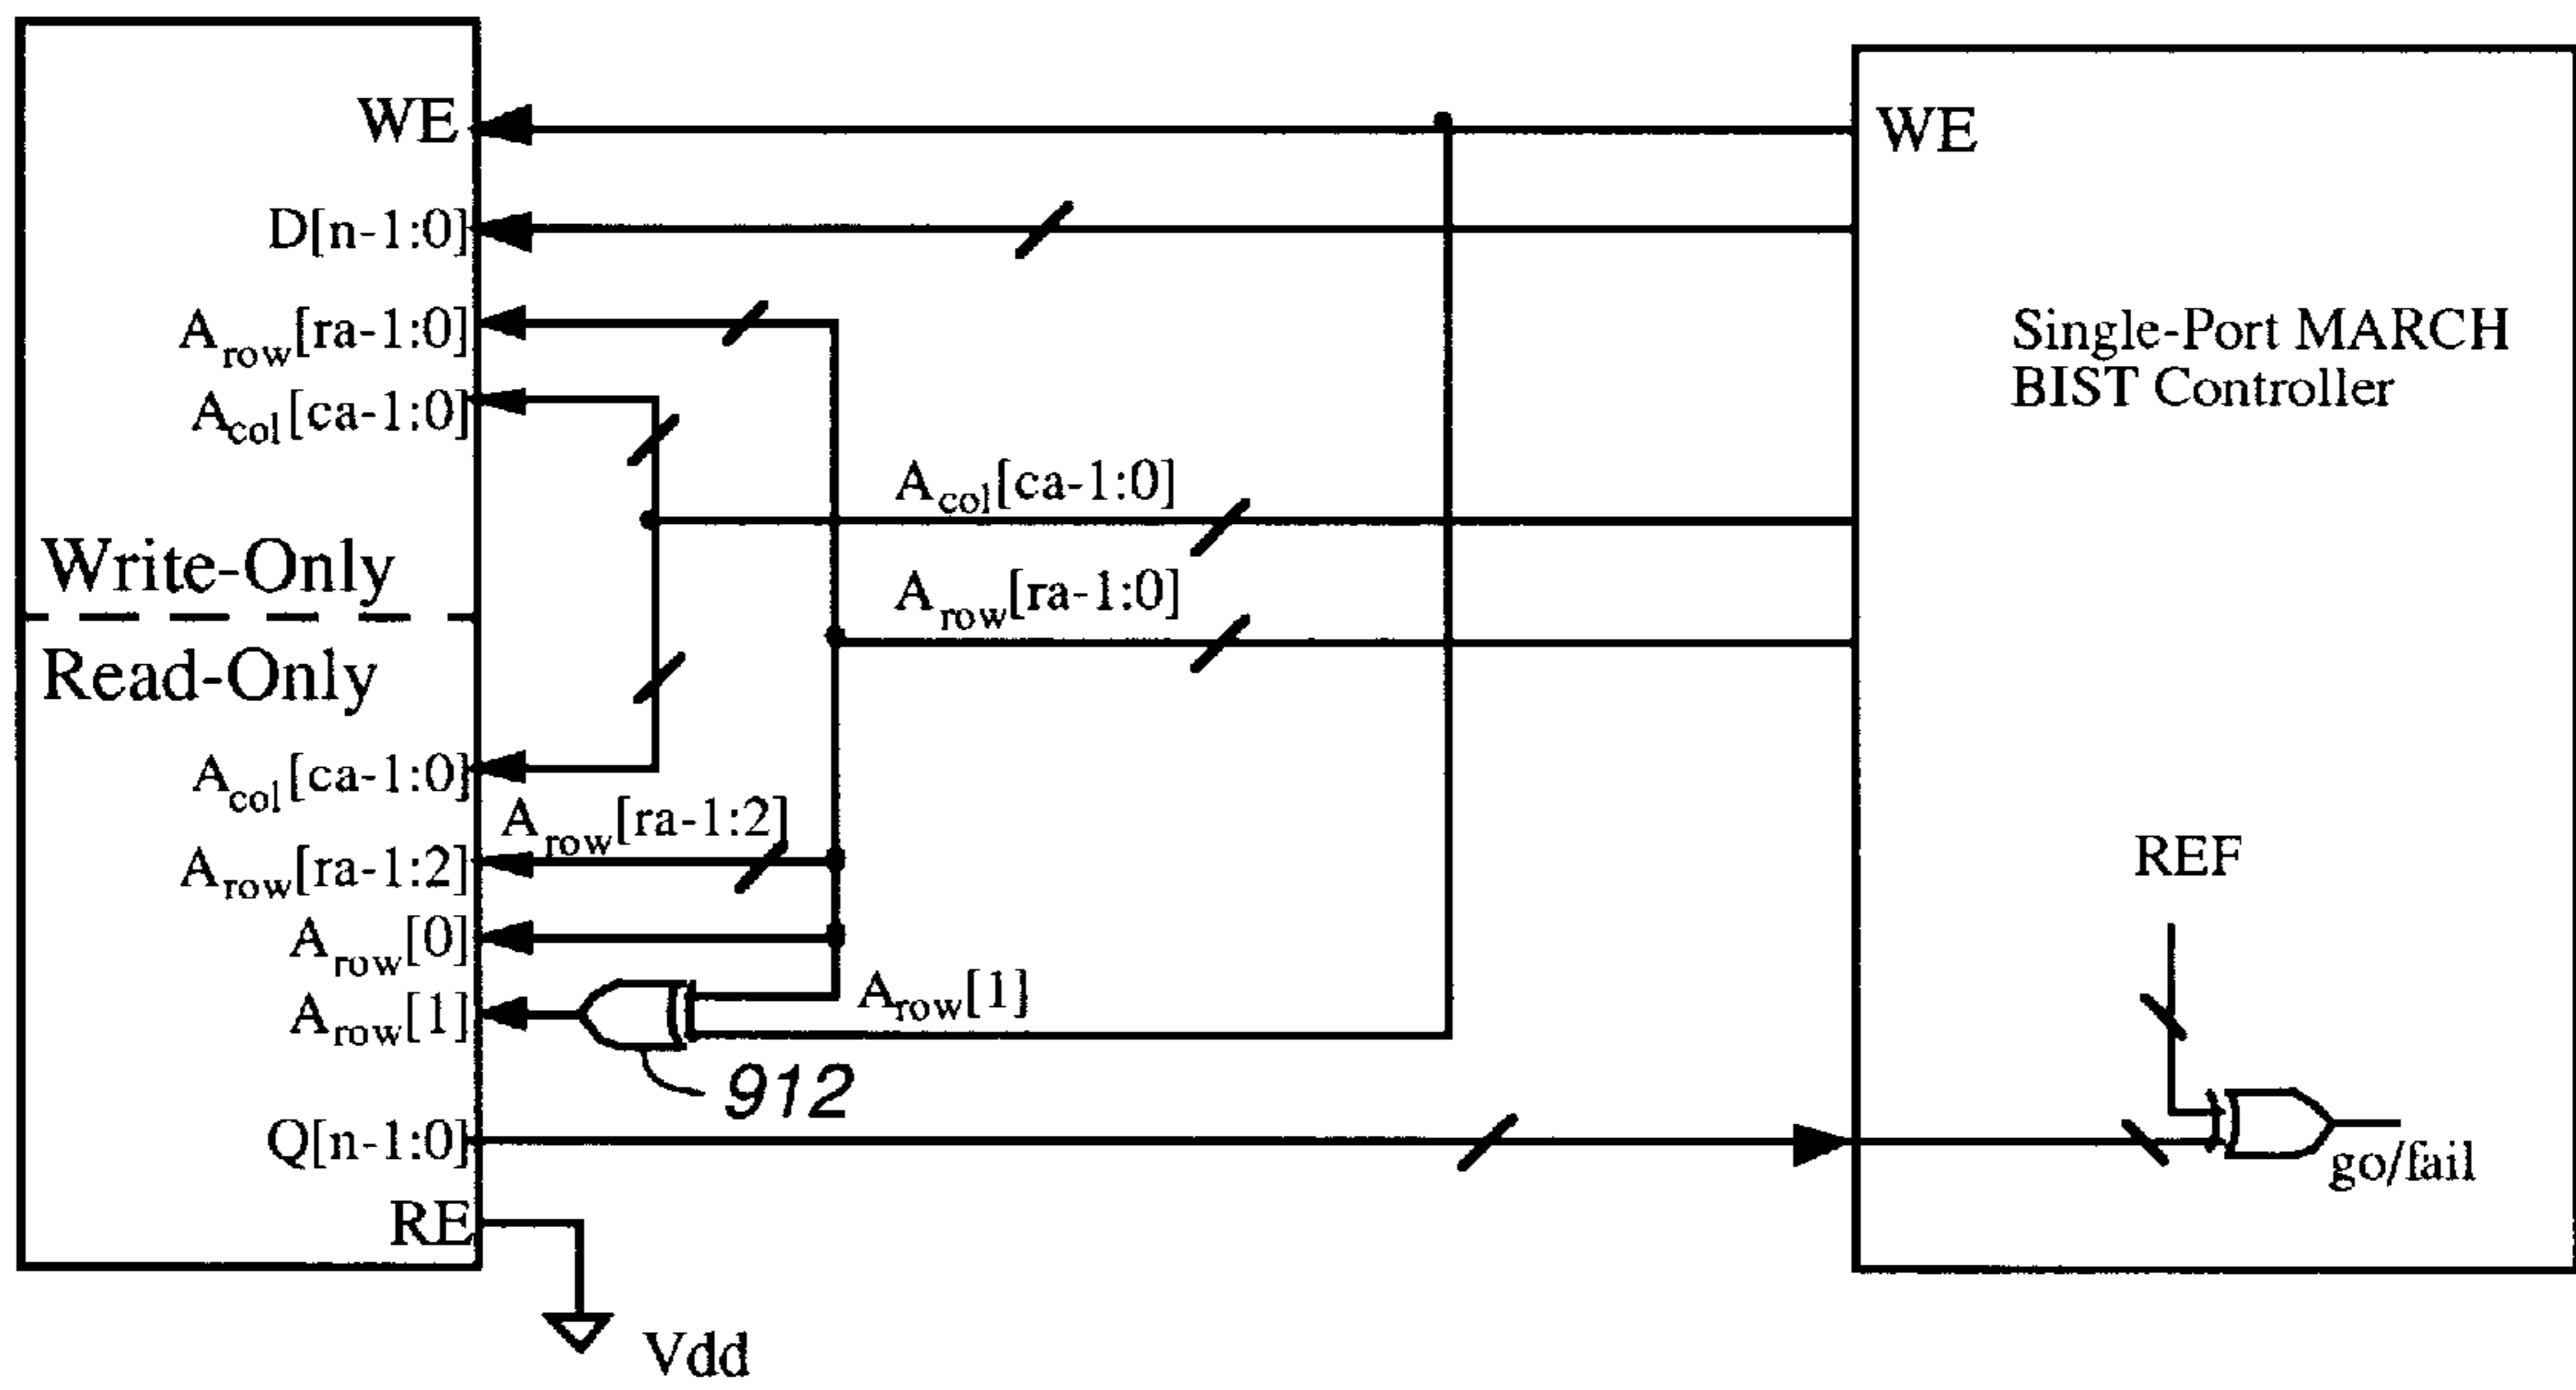 WE
D[n-1:0]
Arow[ra-1:0]
Acol[ca-1:0]
Write-Only
Read-Only
Acol[ca-1:0]
Arow[ra-1:2]
Arow[0]
Arow[1]
Q[n-1:0]
RE
Vdd
Acol[ca-1:0]
Arow[ra-1:0]
Arow[ra-1:2]
Arow[1]
912
WE
Single-Port MARCH
BIST Controller
REF
go/fail